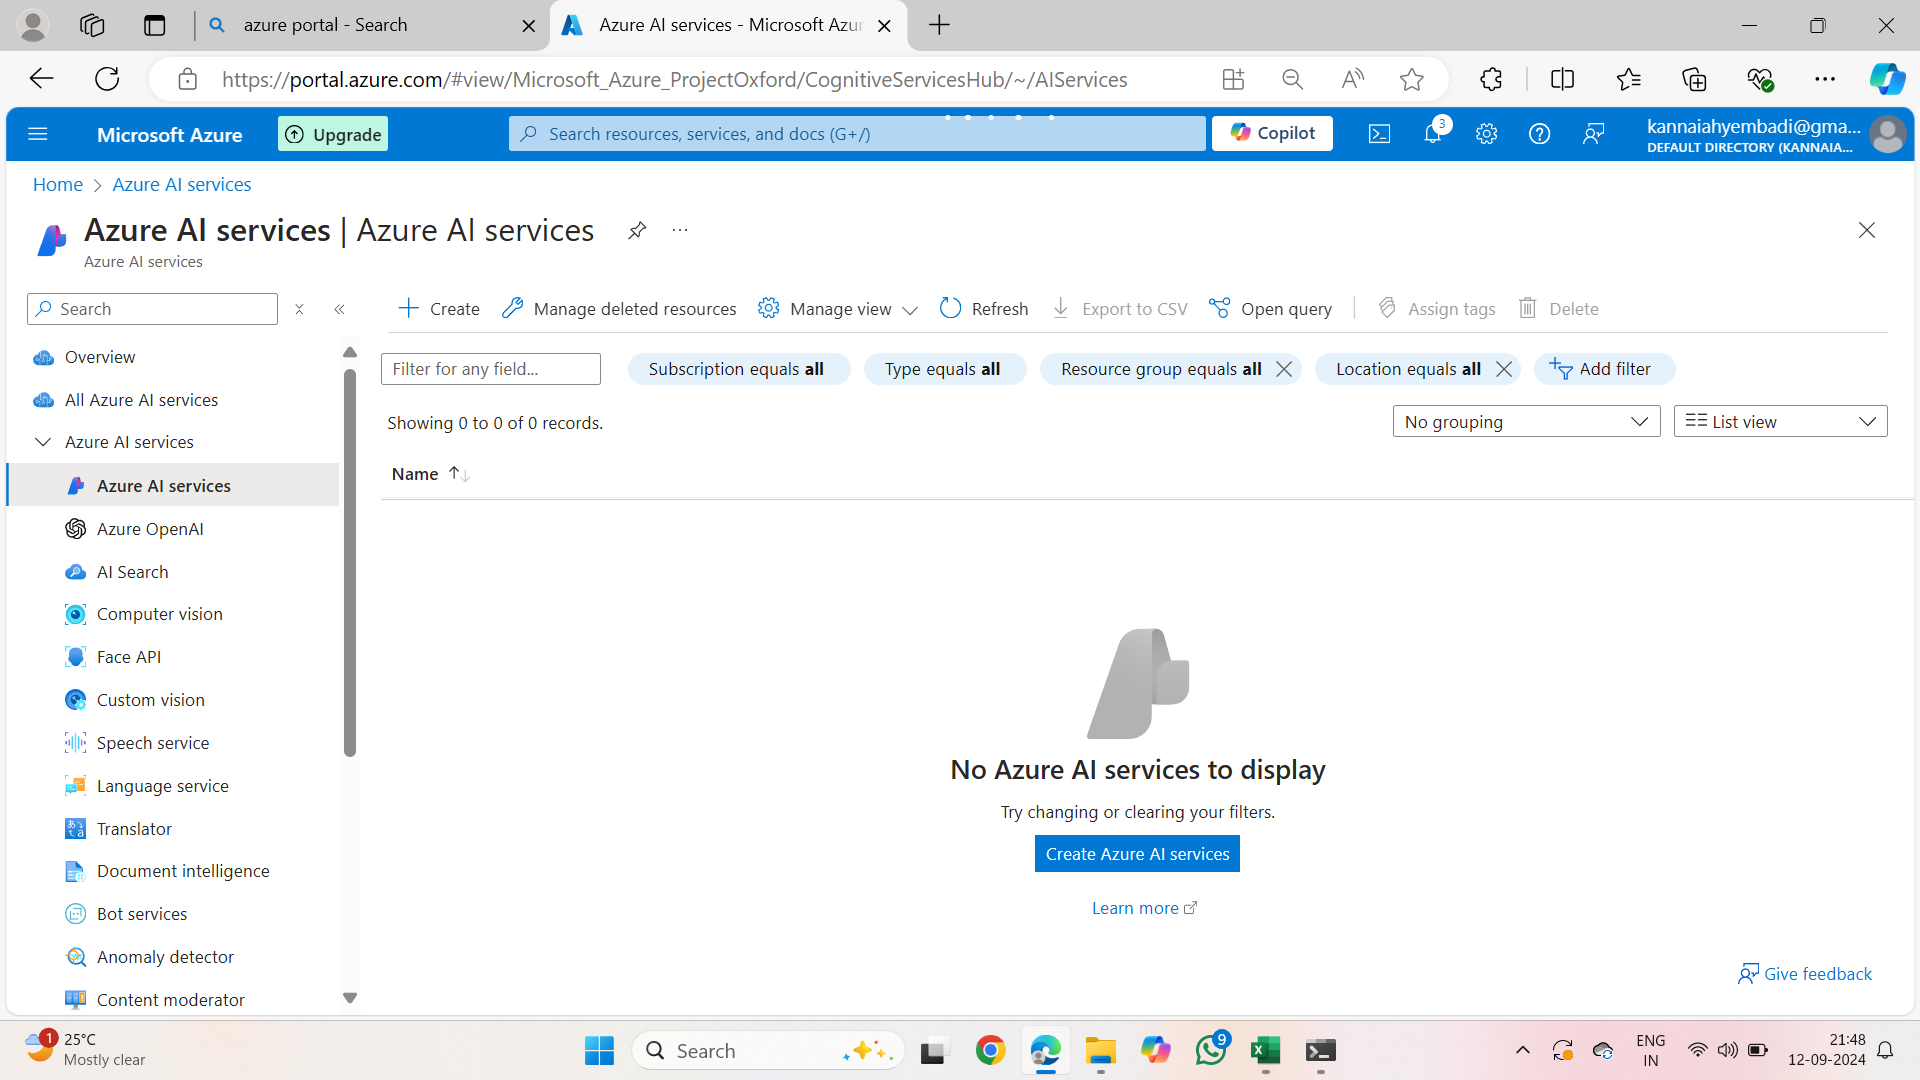 azure portal - Search
Azure AI services - Microsoft Azur
https://portal.azure.com/#view/Microsoft_Azure_ProjectOxford/CognitiveServicesHub/~/AIServices
Microsoft Azure
Upgrade
Search resources, services, and docs (G+/)
Copilot
3
kannaiahyembadi@gma...
DEFAULT DIRECTORY (KANNAIA...
Home > Azure AI services
Azure AI services | Azure AI services
Azure AI services
Search
Create
Manage deleted resources
Manage view
Refresh
Export to CSV
Open query
Assign tags
Delete
Overview
All Azure AI services
Azure AI services
Azure AI services
Azure OpenAI
AI Search
Computer vision
Face API
Custom vision
Speech service
Language service
Translator
Document intelligence
Bot services
Anomaly detector
Content moderator
Filter for any field...
Subscription equals all
Type equals all
Resource group equals all
Location equals all
Add filter
Showing 0 to 0 of 0 records.
No grouping
List view
Name
No Azure AI services to display
Try changing or clearing your filters.
Create Azure AI services
Learn more
Give feedback
1
25°C
Mostly clear
Search
9
ENG
IN
21:48
12-09-2024